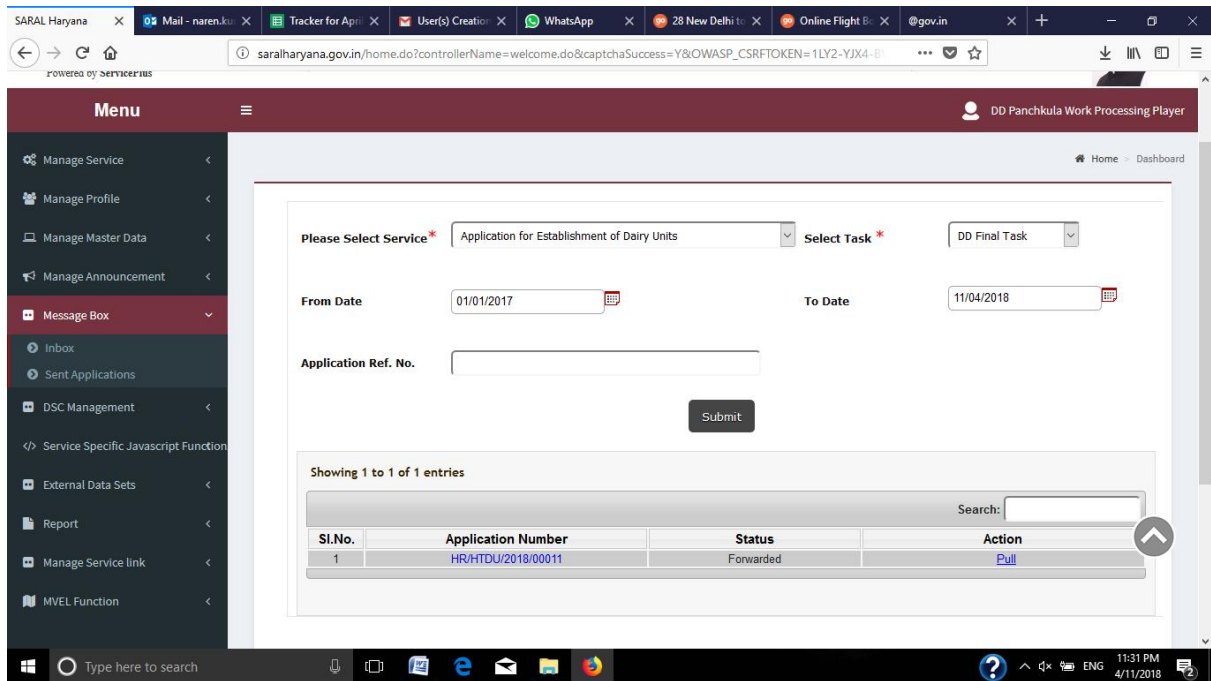 SARAL Haryana
Mail - naren.ku
Tracker for April
User(s) Creation
WhatsApp
28 New Delhi to
Online Flight Bo
@gov.in
saralharyana.gov.in/home.do?controllerName=welcome.do&captchaSuccess=Y&OWASP_CSRFTOKEN=1LY2-YJX4-
Powered by ServicePlus
Menu
DD Panchkula Work Processing Player
Home > Dashboard
Manage Service
Manage Profile
Manage Master Data
Manage Announcement
Message Box
Inbox
Sent Applications
DSC Management
</> Service Specific Javascript Function
External Data Sets
Report
Manage Service link
MVEL Function
Please Select Service* Application for Establishment of Dairy Units Select Task * DD Final Task
From Date 01/01/2017 To Date 11/04/2018
Application Ref. No.
Submit
Showing 1 to 1 of 1 entries
Search:
Sl.No. Application Number Status Action
1 HR/HTDU/2018/00011 Forwarded Pull
Type here to search
ENG
11:31 PM
4/11/2018
2